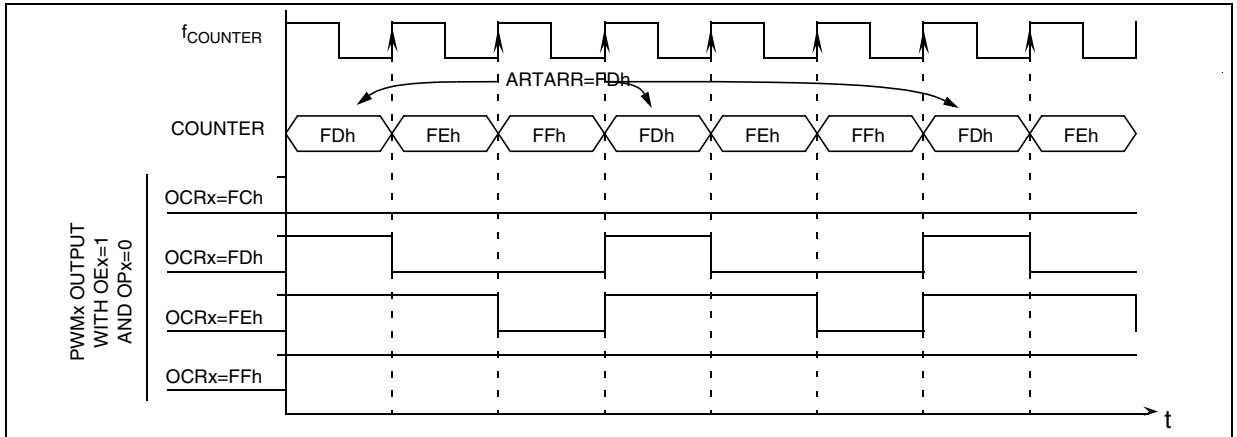 fCOUNTER
ARTARR=FDh
COUNTER
FDh FEh FFh FDh FEh FFh FDh FEh
PWMx OUTPUT
WITH OEx=1
AND OPx=0
OCRx=FCh
OCRx=FDh
OCRx=FEh
OCRx=FFh
t